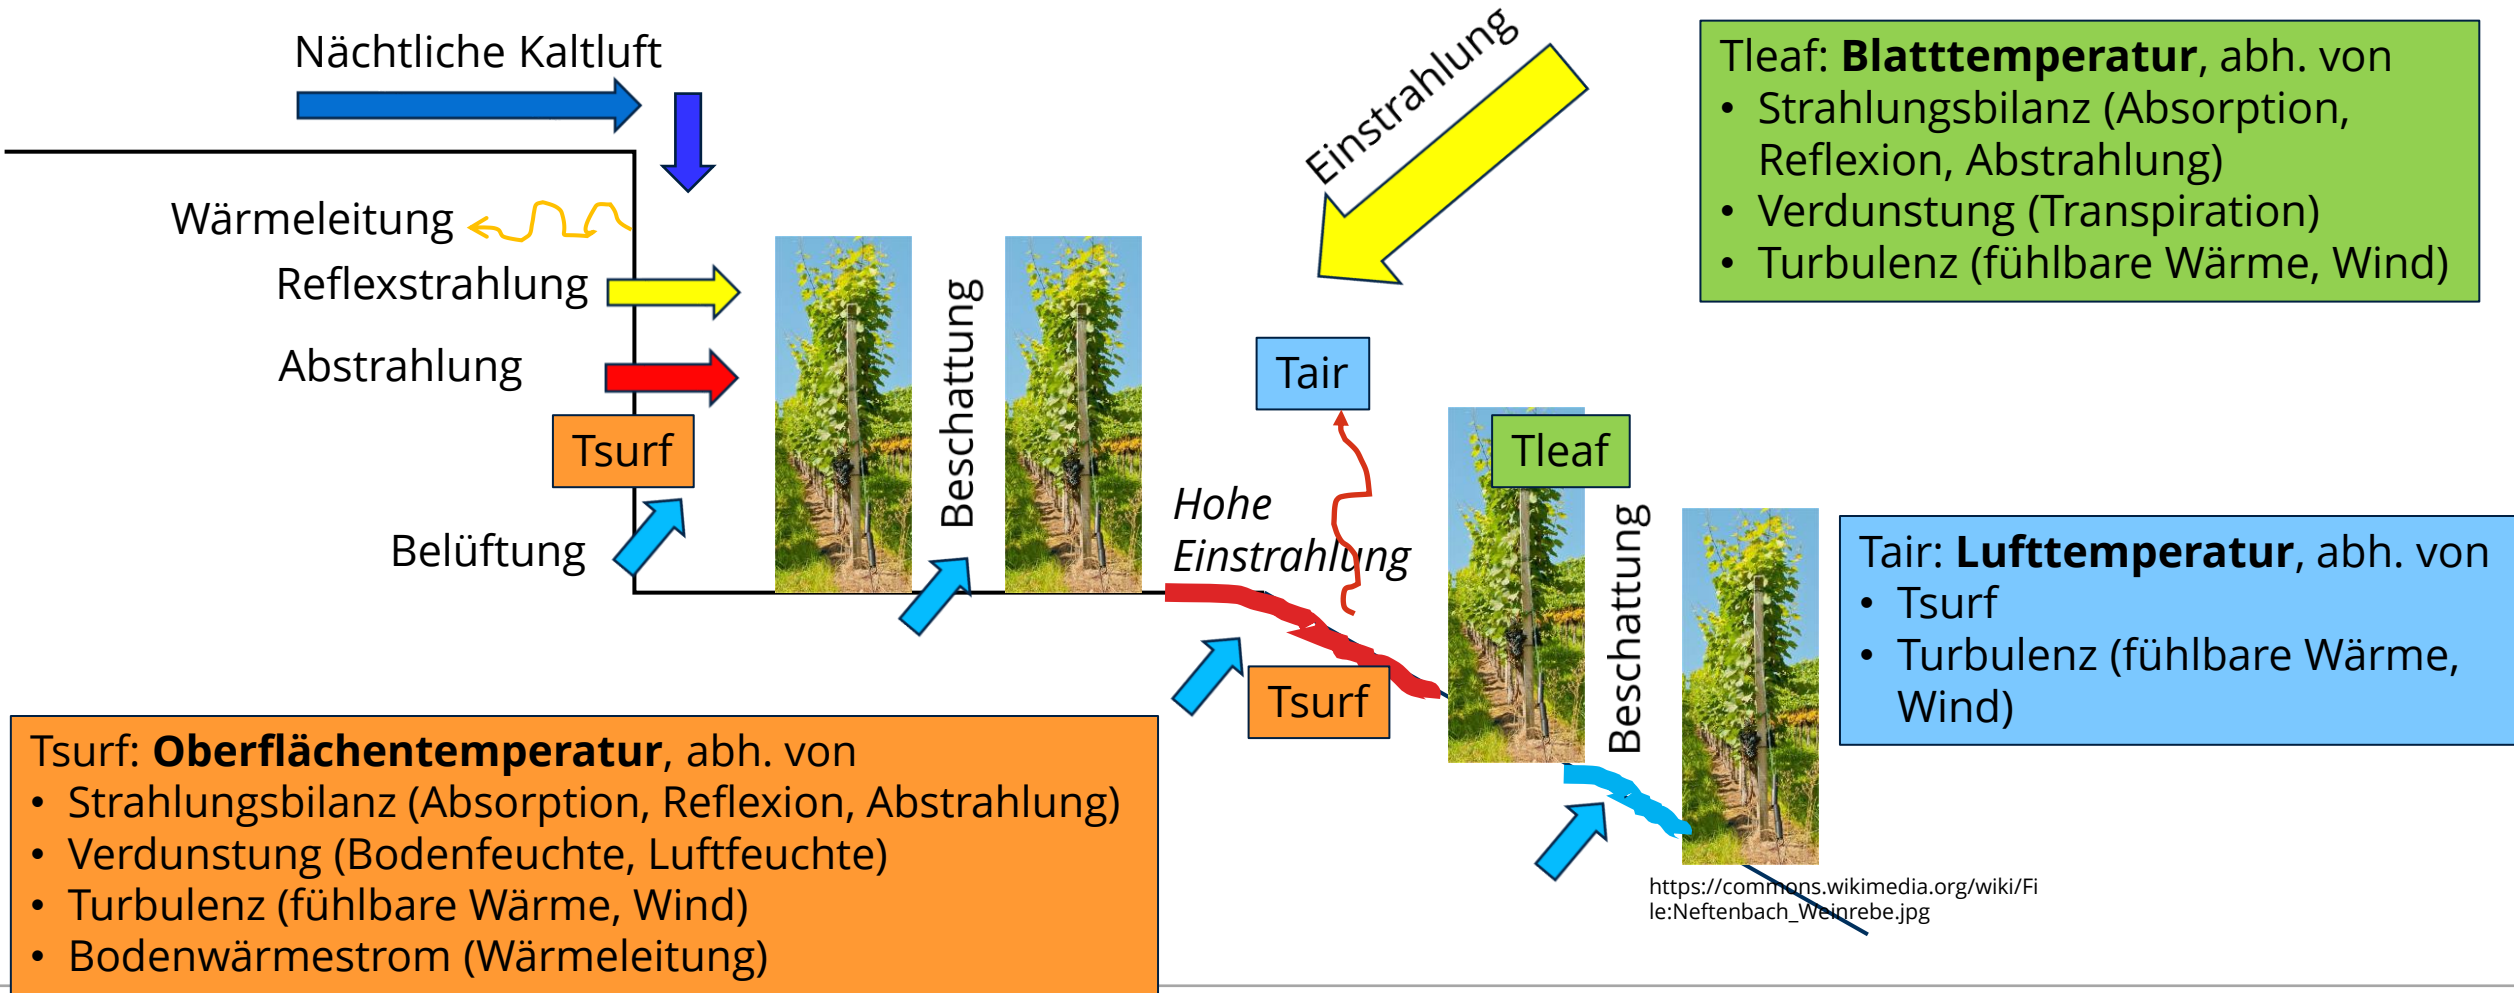 Nächtliche Kaltluft
Wärmeleitung
Reflexstrahlung
Abstrahlung
Tsurf
Belüftung
Beschattung
Einstrahlung
Tair
Hohe
Einstrahlung
Tsurf
Tleaf
Beschattung
Tleaf: Blatttemperatur, abh. von
• Strahlungsbilanz (Absorption,
Reflexion, Abstrahlung)
• Verdunstung (Transpiration)
• Turbulenz (fühlbare Wärme, Wind)
Tair: Lufttemperatur, abh. von
• Tsurf
• Turbulenz (fühlbare Wärme,
Wind)
Tsurf: Oberflächentemperatur, abh. von
• Strahlungsbilanz (Absorption, Reflexion, Abstrahlung)
• Verdunstung (Bodenfeuchte, Luftfeuchte)
• Turbulenz (fühlbare Wärme, Wind)
• Bodenwärmestrom (Wärmeleitung)
https://commons.wikimedia.org/wiki/Fi
le:Neftenbach_Weinrebe.jpg